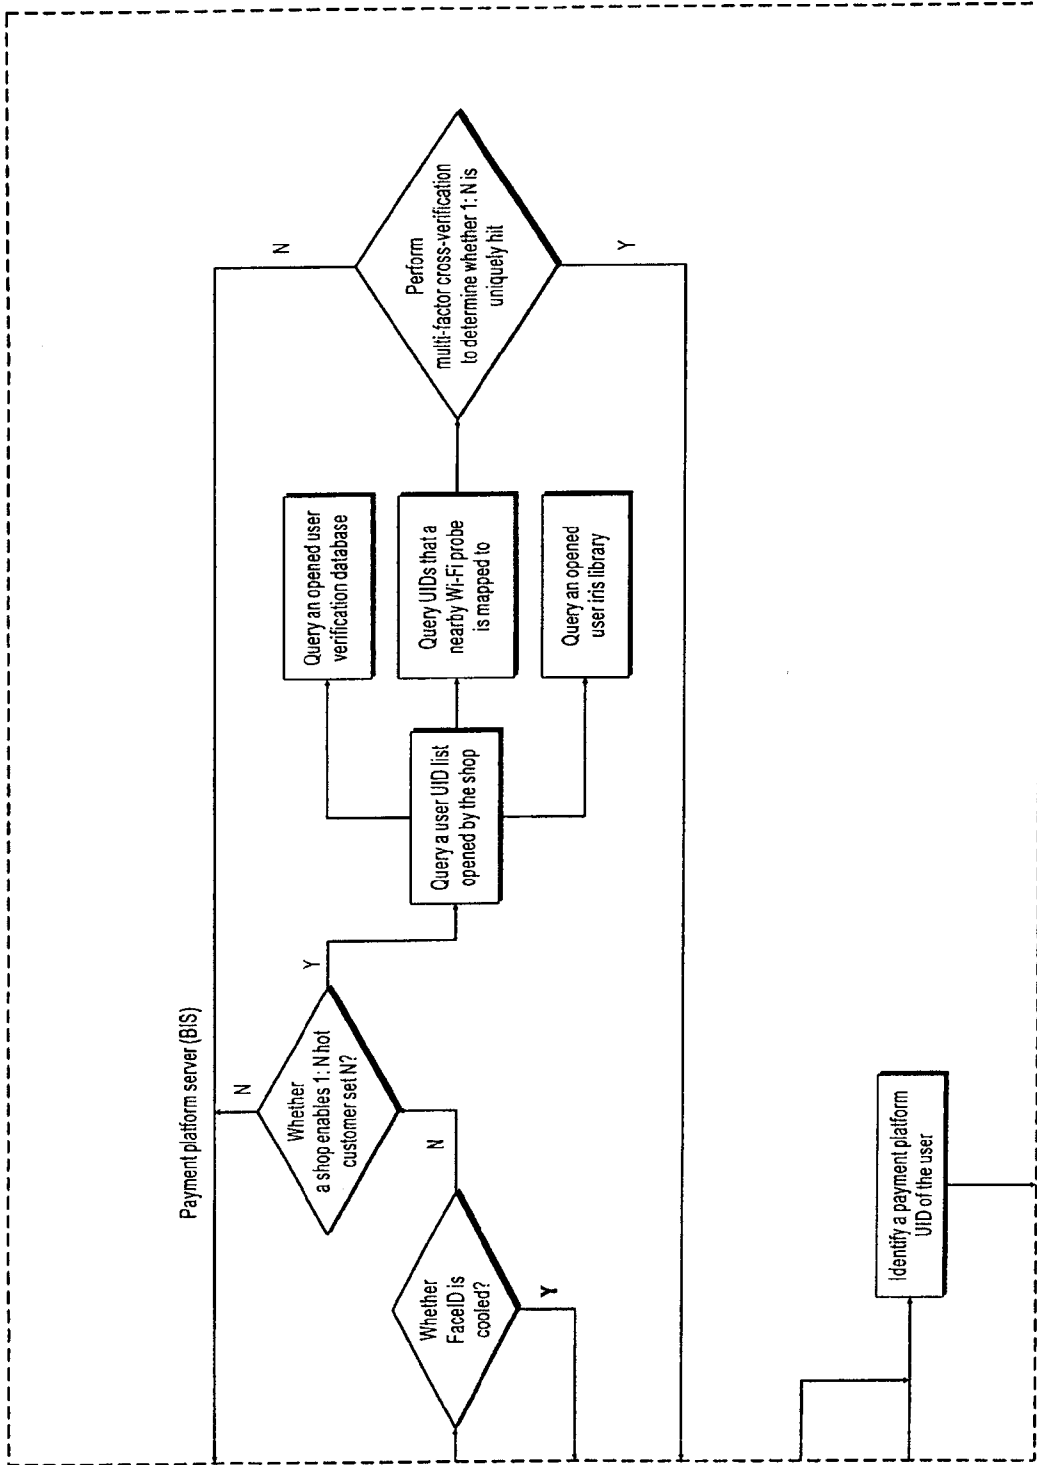 Payment platform server (BIS)
Whether
FaceID is
cooled?
Y
N
Whether
a shop enables 1: N hot
customer set N?
N
Y
Query a user UID list
opened by the shop
Query an opened user
verification database
Query UIDs that a
nearby Wi-Fi probe
is mapped to
Query an opened
user iris library
Perform
multi-factor cross-verification
to determine whether 1: N is
uniquely hit
N
Y
Identify a payment platform
UID of the user